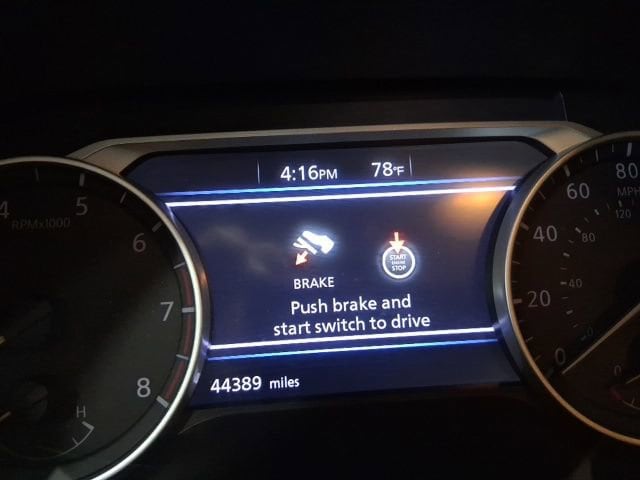 4:16PM 78°F
4 5 6 7 8
RPMx1000
BRAKE
START
ENGINE
STOP
Push brake and
start switch to drive
44389 miles
H
0 20 40 60 80
MPH
0 40 80 120